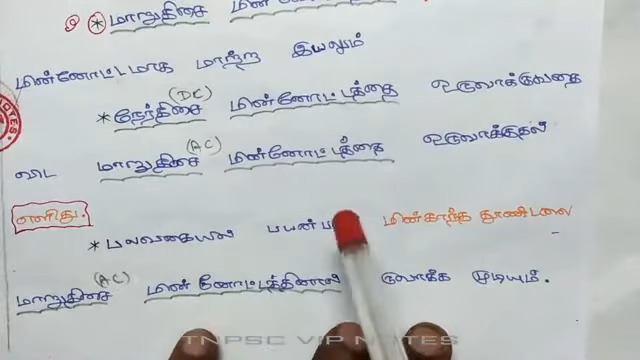 * மாறுதிசை
மின்னோட்டமாக மாற்ற இயலும்
(DC)
* நேர்திசை மின்னோட்டத்தை உருவாக்குவதை
(AC)
விட மாறுதிசை மின்னோட்டத்தை உருவாக்குதல்
எளிது.
* பலவகையில் மின்காந்த தூண்டலை
(AC)
மாறுதிசை மின்னோட்டத்தினால் உருவாக்க முடியும்.
TNPSC VIP NOTES